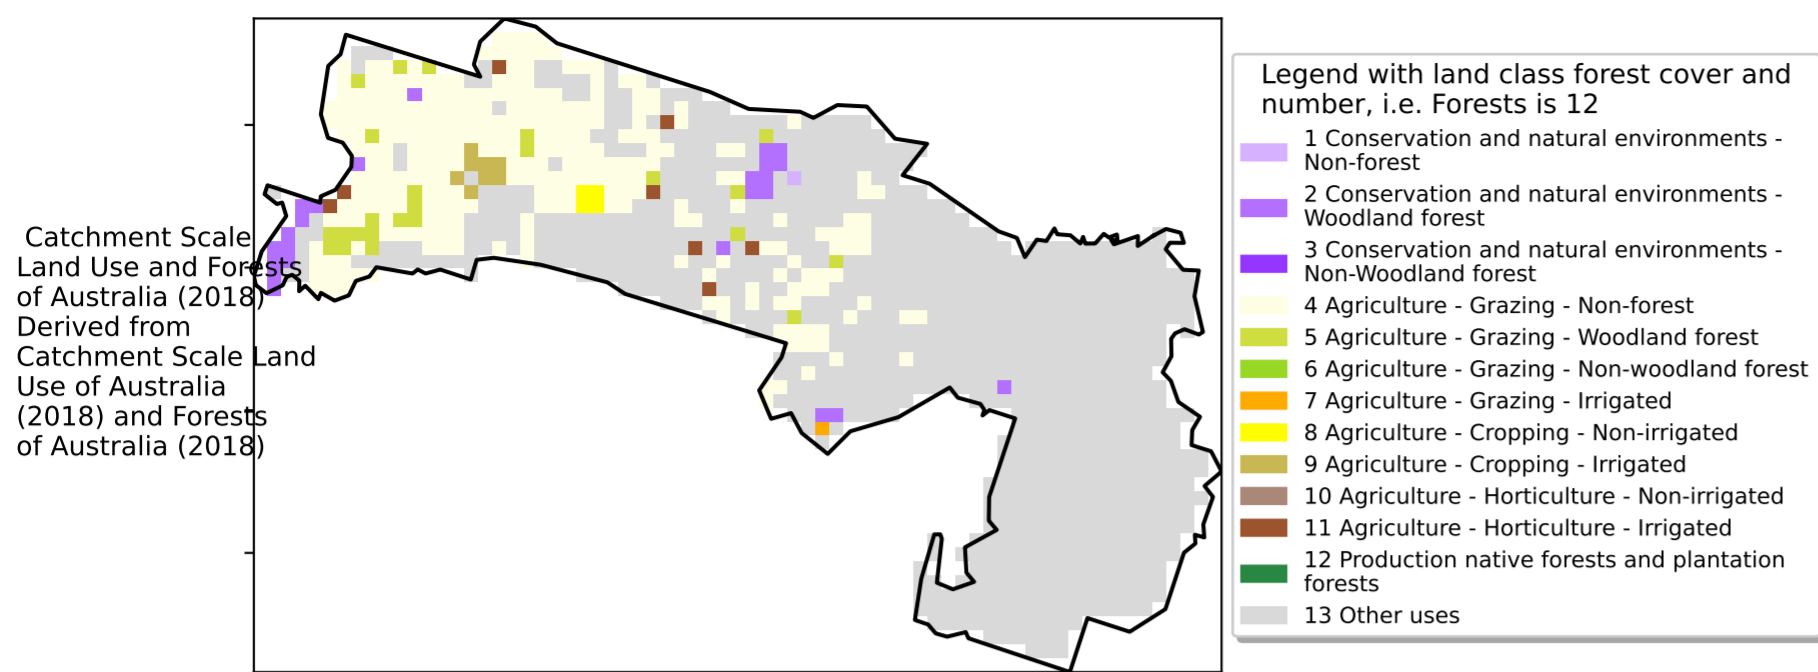 Catchment Scale
Land Use and Forests
of Australia (2018)
Derived from
Catchment Scale Land
Use of Australia
(2018) and Forests
of Australia (2018)
Legend with land class forest cover and
number, i.e. Forests is 12
1 Conservation and natural environments -
Non-forest
2 Conservation and natural environments -
Woodland forest
3 Conservation and natural environments -
Non-Woodland forest
4 Agriculture - Grazing - Non-forest
5 Agriculture - Grazing - Woodland forest
6 Agriculture - Grazing - Non-woodland forest
7 Agriculture - Grazing - Irrigated
8 Agriculture - Cropping - Non-irrigated
9 Agriculture - Cropping - Irrigated
10 Agriculture - Horticulture - Non-irrigated
11 Agriculture - Horticulture - Irrigated
12 Production native forests and plantation
forests
13 Other uses